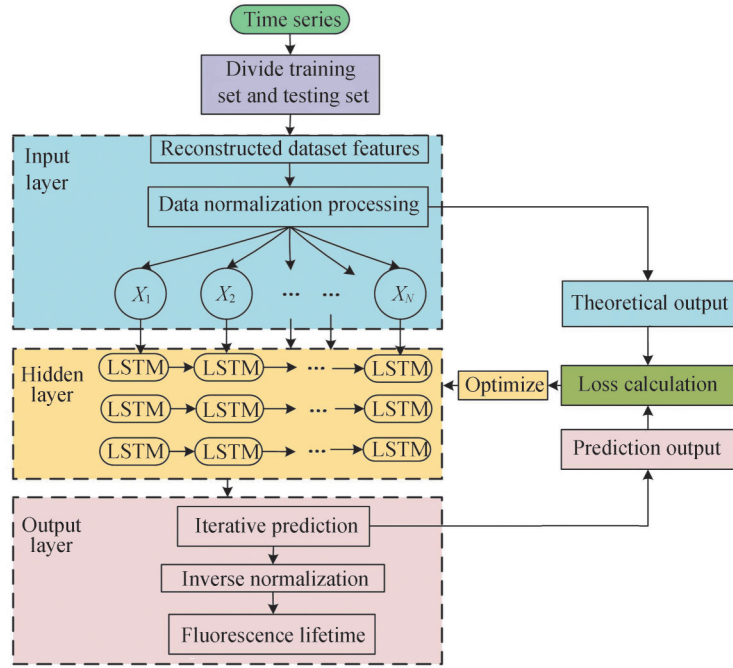 Time series
Divide training
set and testing set
Input
layer
Reconstructed dataset features
Data normalization processing
X1
X2
... ...
XN
Theoretical output
Hidden
layer
LSTM
LSTM
...
LSTM
Optimize
Loss calculation
LSTM
LSTM
...
LSTM
LSTM
LSTM
...
LSTM
Prediction output
Output
layer
Iterative prediction
Inverse normalization
Fluorescence lifetime